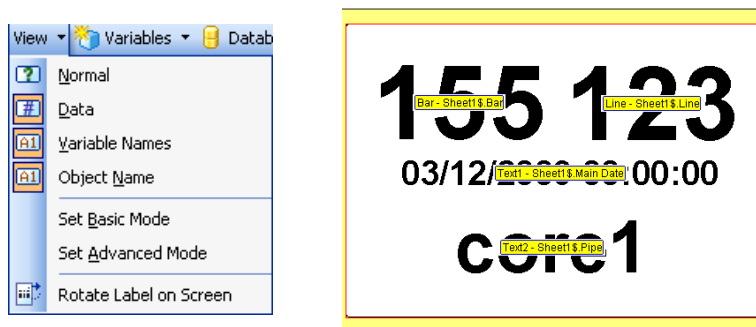 View Variables Datab
Normal
Data
Variable Names
Object Name
Set Basic Mode
Set Advanced Mode
Rotate Label on Screen
155 123
Bar - Sheet1$.Bar Line - Sheet1$.Line
03/12/ :00:00
Text1 - Sheet1$.Main Date
core1
Text2 - Sheet1$.Pipe